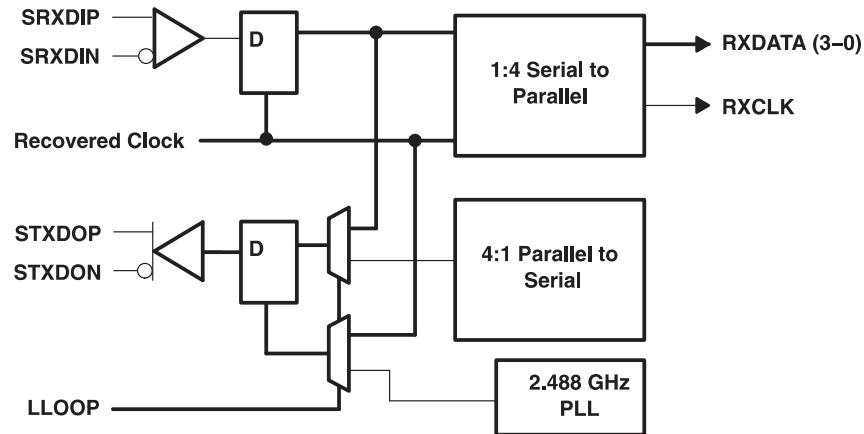 SRXDIP
SRXDIN
D
1:4 Serial to
Parallel
RXDATA (3–0)
RXCLK
Recovered Clock
STXDOP
STXDON
D
4:1 Parallel to
Serial
2.488 GHz
PLL
LLOOP